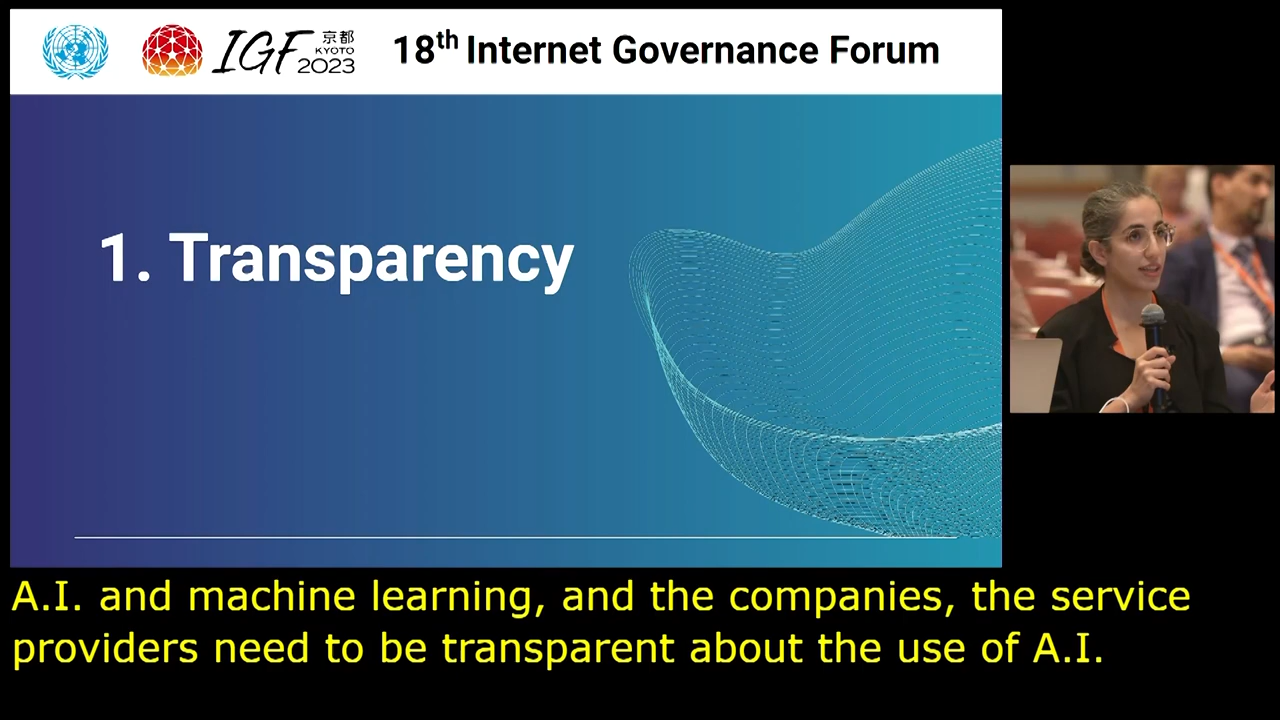 IGF 京都
KYOTO
2023
18th Internet Governance Forum
1. Transparency
A.I. and machine learning, and the companies, the service
providers need to be transparent about the use of A.I.